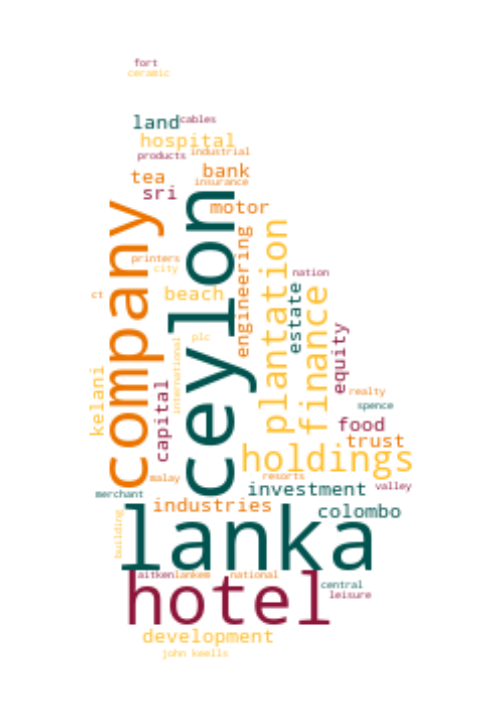 fort
ceramic
land
cables
hospital
products
industrial
tea
bank
insurance
sri
motor
company
ceylon
plantation
engineering
printers
city
nation
ct
beach
estate
finance
equity
plc
international
kelani
capital
realty
spence
food
trust
holdings
malay
resorts
merchant
investment
valley
industries
colombo
building
lanka
aitken
lankem
national
central
hotel
leisure
development
john keells